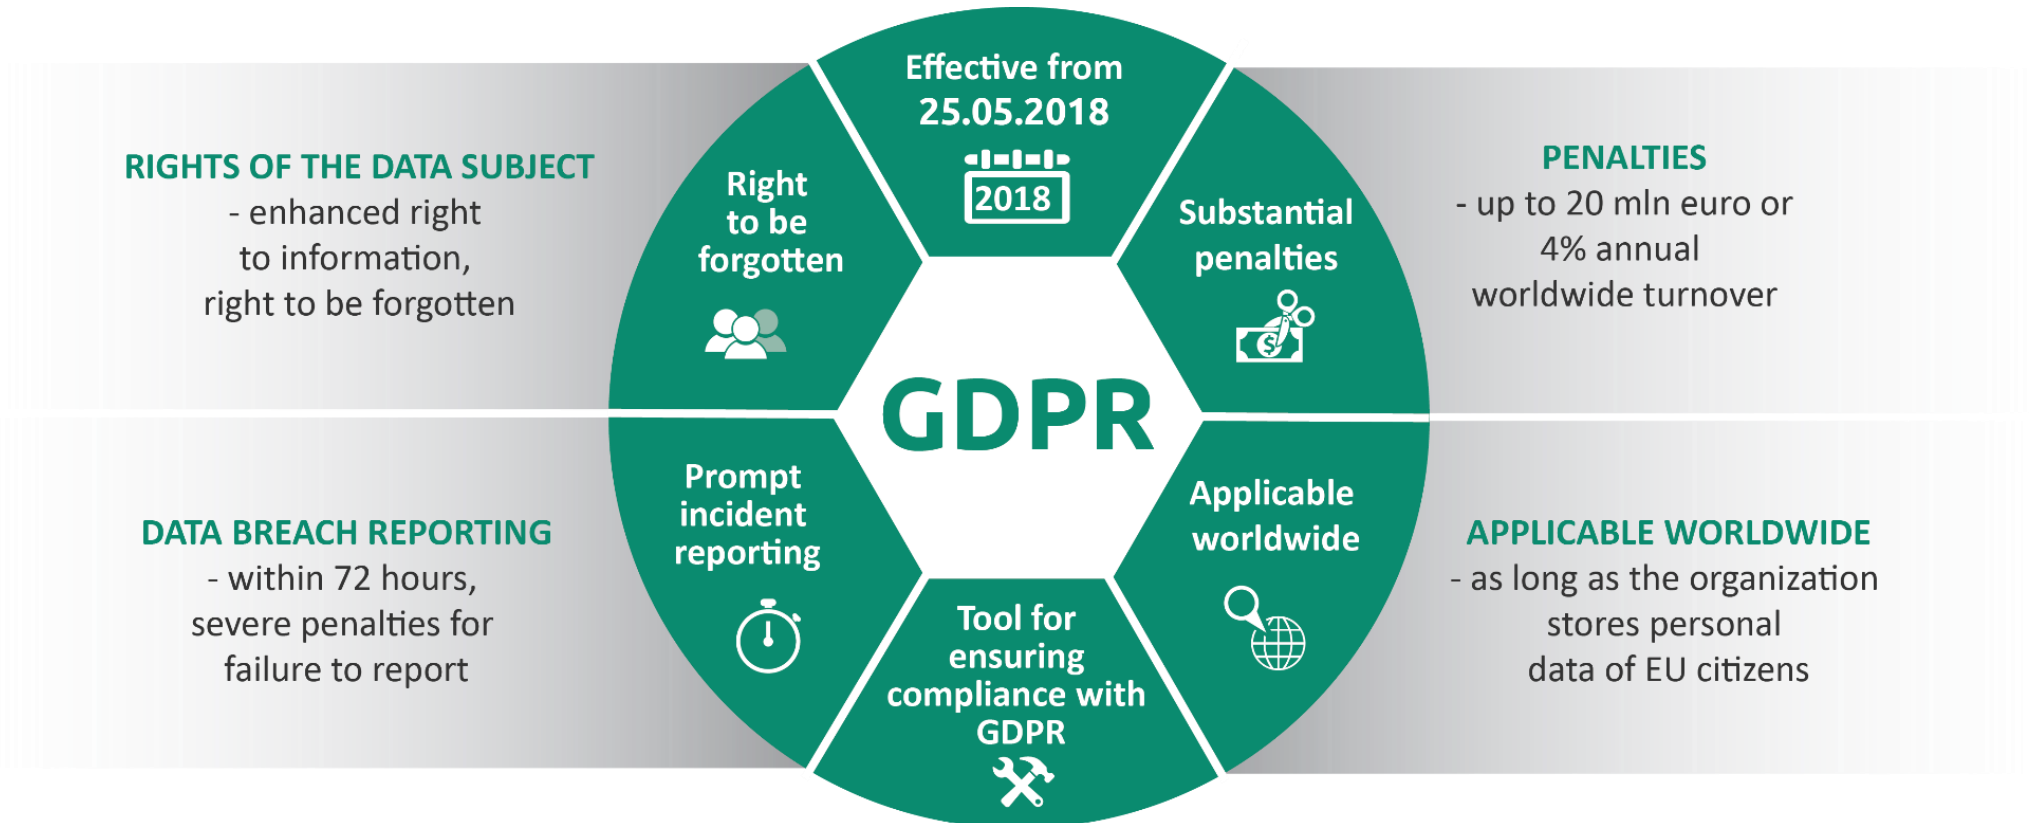 Effective from
25.05.2018
2018
RIGHTS OF THE DATA SUBJECT
- enhanced right
to information,
right to be forgotten
Right
to be
forgotten
Substantial
penalties
$
PENALTIES
- up to 20 mln euro or
4% annual
worldwide turnover
GDPR
DATA BREACH REPORTING
- within 72 hours,
severe penalties for
failure to report
Prompt
incident
reporting
Tool for
ensuring
compliance with
GDPR
Applicable
worldwide
APPLICABLE WORLDWIDE
- as long as the organization
stores personal
data of EU citizens